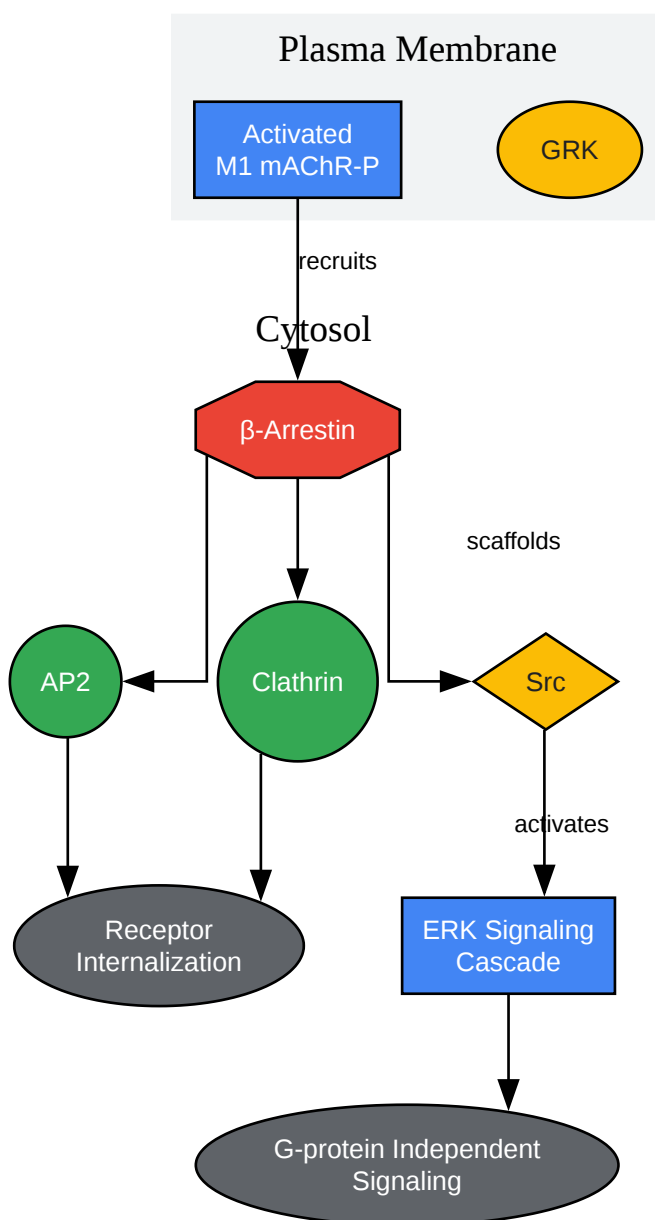 Plasma Membrane
Activated
M1 mAChR-P
GRK
recruits
Cytosol
β-Arrestin
scaffolds
AP2
Clathrin
Src
activates
Receptor
Internalization
ERK Signaling
Cascade
G-protein Independent
Signaling